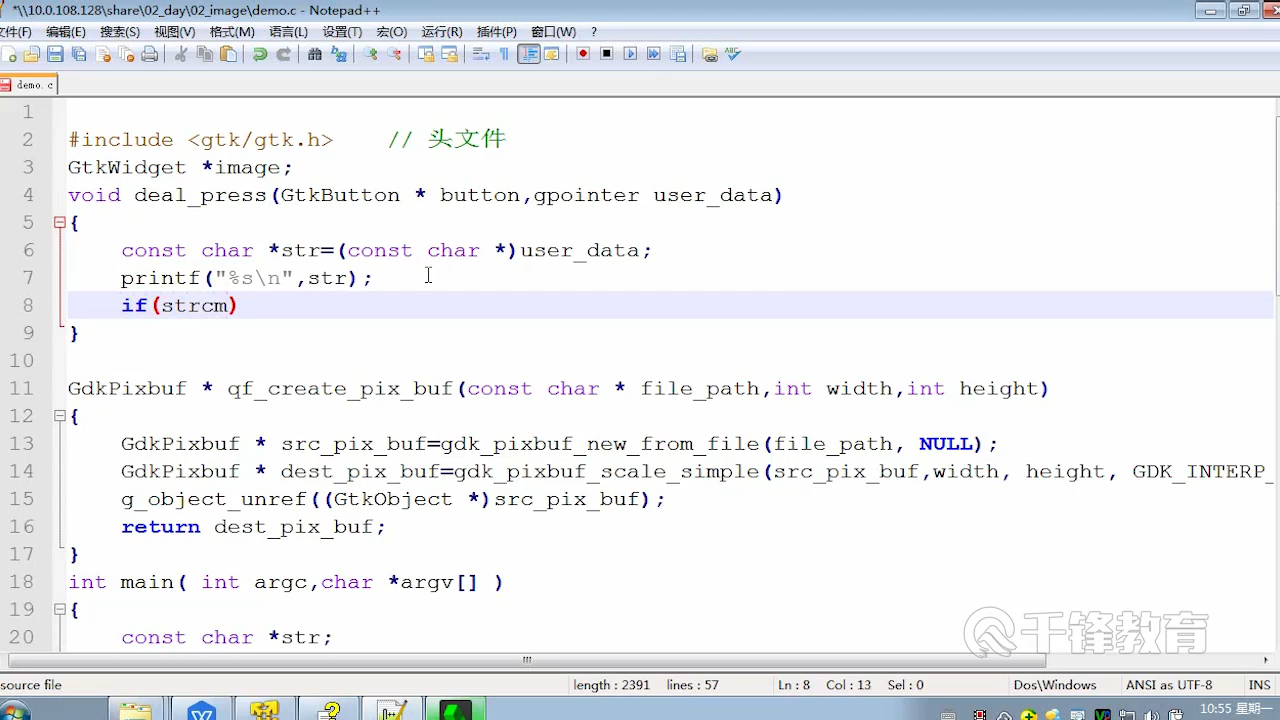 *\\10.0.108.128\share\02_day\02_image\demo.c - Notepad++
文件(F) 编辑(E) 搜索(S) 视图(V) 格式(M) 语言(L) 设置(T) 宏(O) 运行(R) 插件(P) 窗口(W) ?
demo.c
1
2 #include <gtk/gtk.h> // 头文件
3 GtkWidget *image;
4 void deal_press(GtkButton * button,gpointer user_data)
5 {
6 const char *str=(const char *)user_data;
7 printf("%s\n",str);
8 if(strcm)
9 }
10
11 GdkPixbuf * qf_create_pix_buf(const char * file_path,int width,int height)
12 {
13 GdkPixbuf * src_pix_buf=gdk_pixbuf_new_from_file(file_path, NULL);
14 GdkPixbuf * dest_pix_buf=gdk_pixbuf_scale_simple(src_pix_buf,width, height, GDK_INTERP_
15 g_object_unref((GtkObject *)src_pix_buf);
16 return dest_pix_buf;
17 }
18 int main( int argc,char *argv[] )
19 {
20 const char *str;
千锋教育
source file length : 2391 lines : 57 Ln : 8 Col : 13 Sel : 0 Dos\Windows ANSI as UTF-8 INS
10:55 星期一